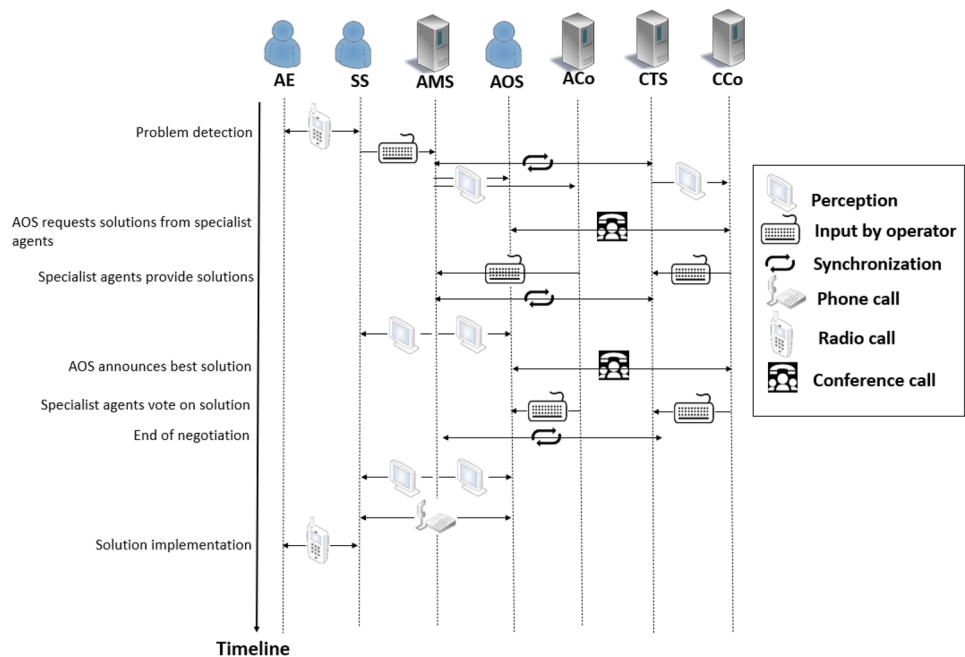 AE SS AMS AOS ACo CTS CCo
Problem detection
AOS requests solutions from specialist
agents
Specialist agents provide solutions
AOS announces best solution
Specialist agents vote on solution
End of negotiation
Solution implementation
Timeline
Perception
Input by operator
Synchronization
Phone call
Radio call
Conference call